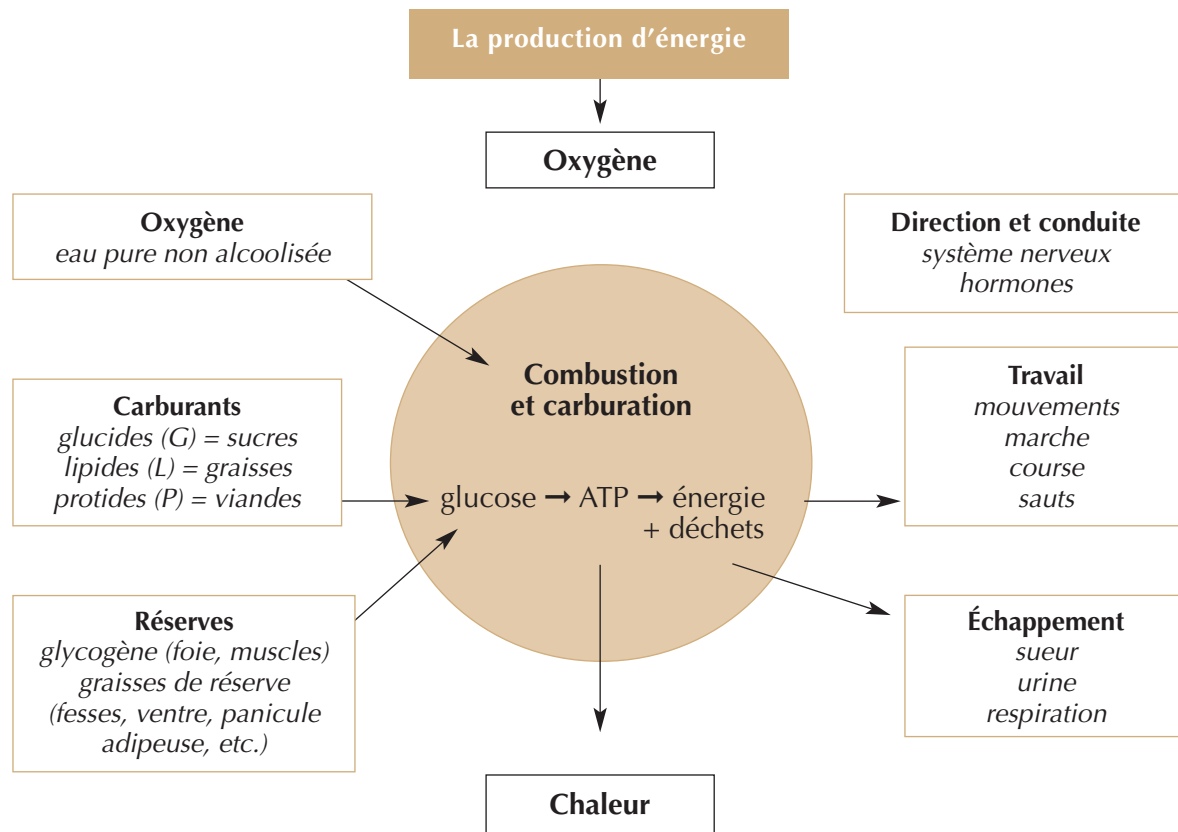 La production d'énergie
Oxygène
Oxygène
eau pure non alcoolisée
Direction et conduite
système nerveux
hormones
Combustion
et carburation
glucose → ATP → énergie
+ déchets
Carburants
glucides (G) = sucres
lipides (L) = graisses
protides (P) = viandes
Travail
mouvements
marche
course
sauts
Réserves
glycogène (foie, muscles)
graisses de réserve
(fesses, ventre, panicule
adipeuse, etc.)
Échappement
sueur
urine
respiration
Chaleur